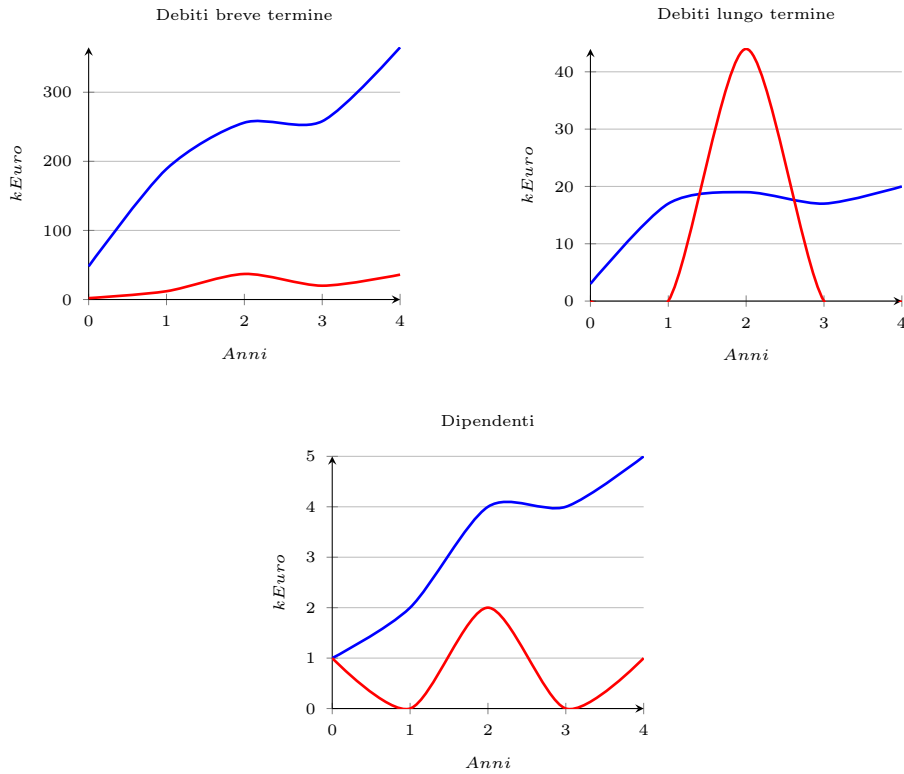 Debiti breve termine
300
200
100
0
kEuro
0 1 2 3 4
Anni
Debiti lungo termine
40
30
20
10
0
kEuro
0 1 2 3 4
Anni
Dipendenti
5
4
3
2
1
0
kEuro
0 1 2 3 4
Anni